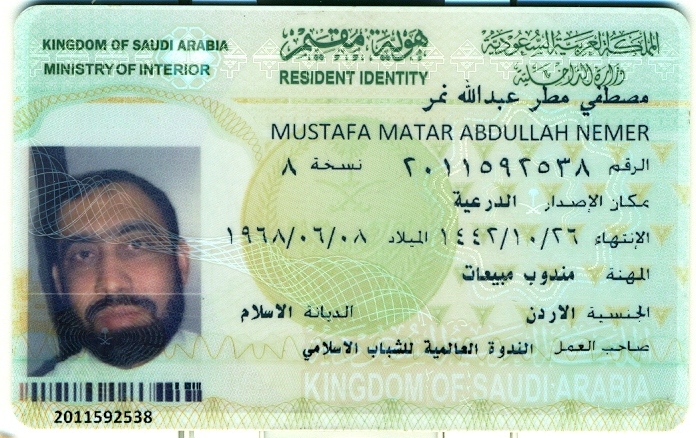 KINGDOM OF SAUDI ARABIA
MINISTRY OF INTERIOR
هوية مقيم
RESIDENT IDENTITY
المملكة العربية السعودية
وزارة الداخلية
مصطفي مطر عبدالله نمر
MUSTAFA MATAR ABDULLAH NEMER
الرقم ٢٠١١٥٩٢٥٣٨ نسخة ٨
مكان الإصدار الدرعية
الإنتهاء ١٤٤٢/١٠/٢٦ الميلاد ١٩٦٨/٠٦/٠٨
المهنة مندوب مبيعات
الجنسية الاردن الديانة الاسلام
صاحب العمل الندوة العالمية للشباب الاسلامي
KINGDOM OF SAUDI ARABIA
2011592538